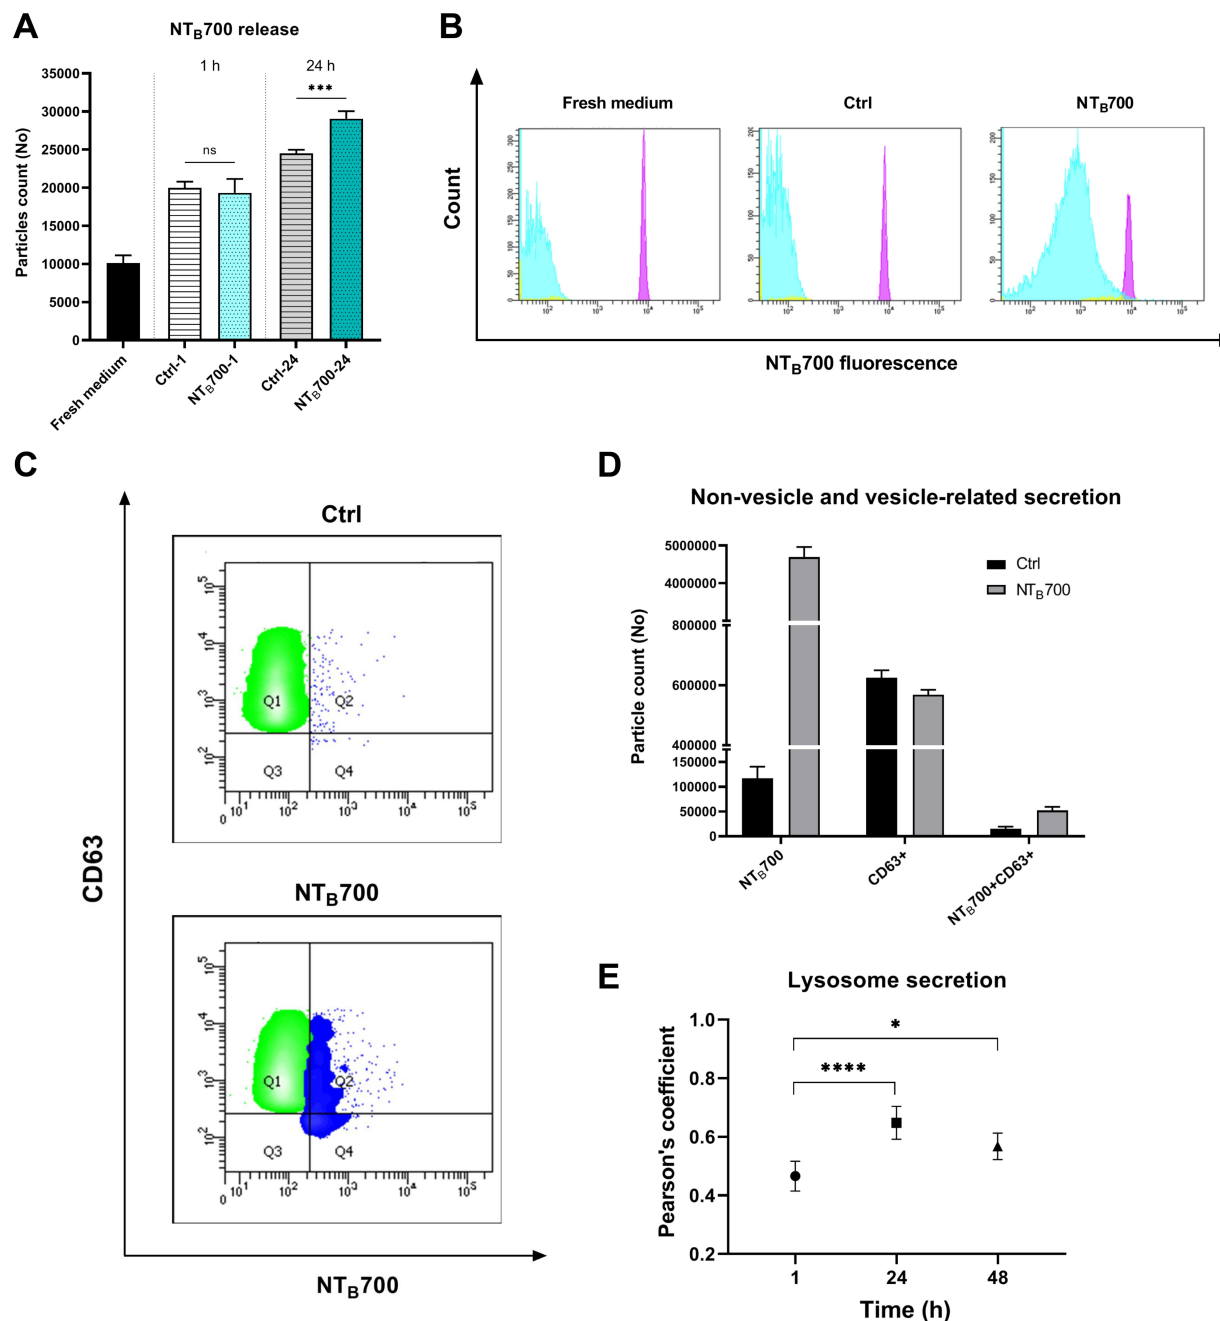 A
NTB700 release
1 h
24 h
***
ns
Particles count (No)
35000
30000
25000
20000
15000
10000
5000
0
Fresh medium
Ctrl-1
NTB700-1
Ctrl-24
NTB700-24
B
Fresh medium
Ctrl
NTB700
Count
NTB700 fluorescence
C
Ctrl
Q1
Q2
Q3
Q4
CD63
NTB700
Q1
Q2
Q3
Q4
NTB700
D
Non-vesicle and vesicle-related secretion
Ctrl
NTB700
Particle count (No)
5000000
4000000
800000
600000
400000
150000
100000
50000
0
NTB700
CD63+
NTB700+CD63+
E
Lysosome secretion
*
****
Pearson's coefficient
1.0
0.8
0.6
0.4
0.2
1
24
48
Time (h)